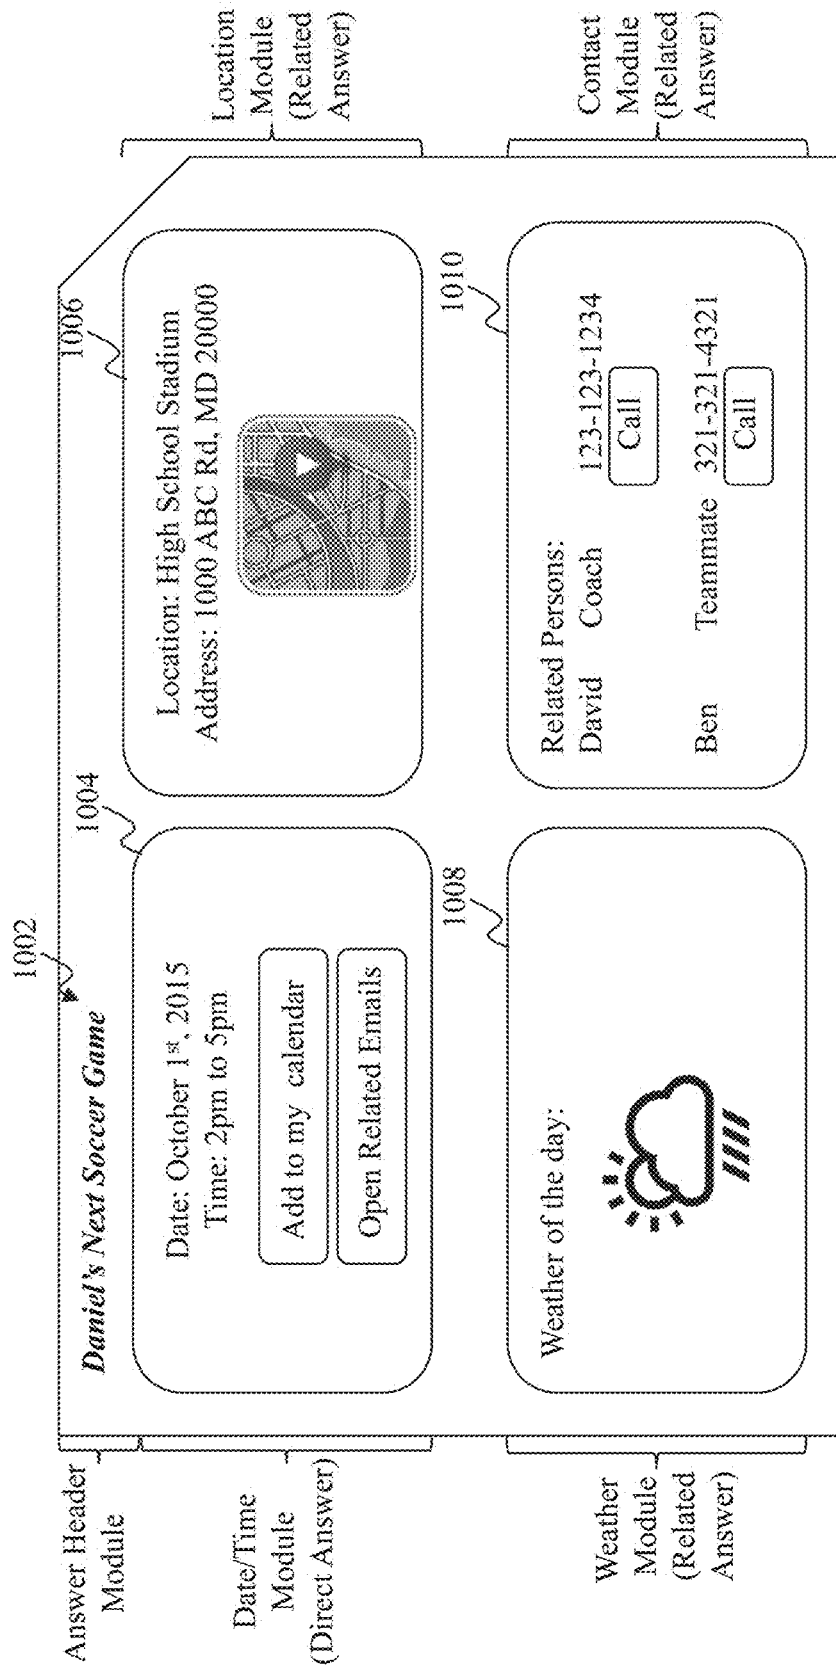 Answer Header
Module
1002
Daniel's Next Soccer Game
Date/Time
Module
(Direct Answer)
1004
Date: October 1st, 2015
Time: 2pm to 5pm
Add to my calendar
Open Related Emails
1006
Location: High School Stadium
Address: 1000 ABC Rd, MD 20000
Location
Module
(Related
Answer)
Weather
Module
(Related
Answer)
1008
Weather of the day:
1010
Related Persons:
David Coach 123-123-1234
Call
Ben Teammate 321-321-4321
Call
Contact
Module
(Related
Answer)